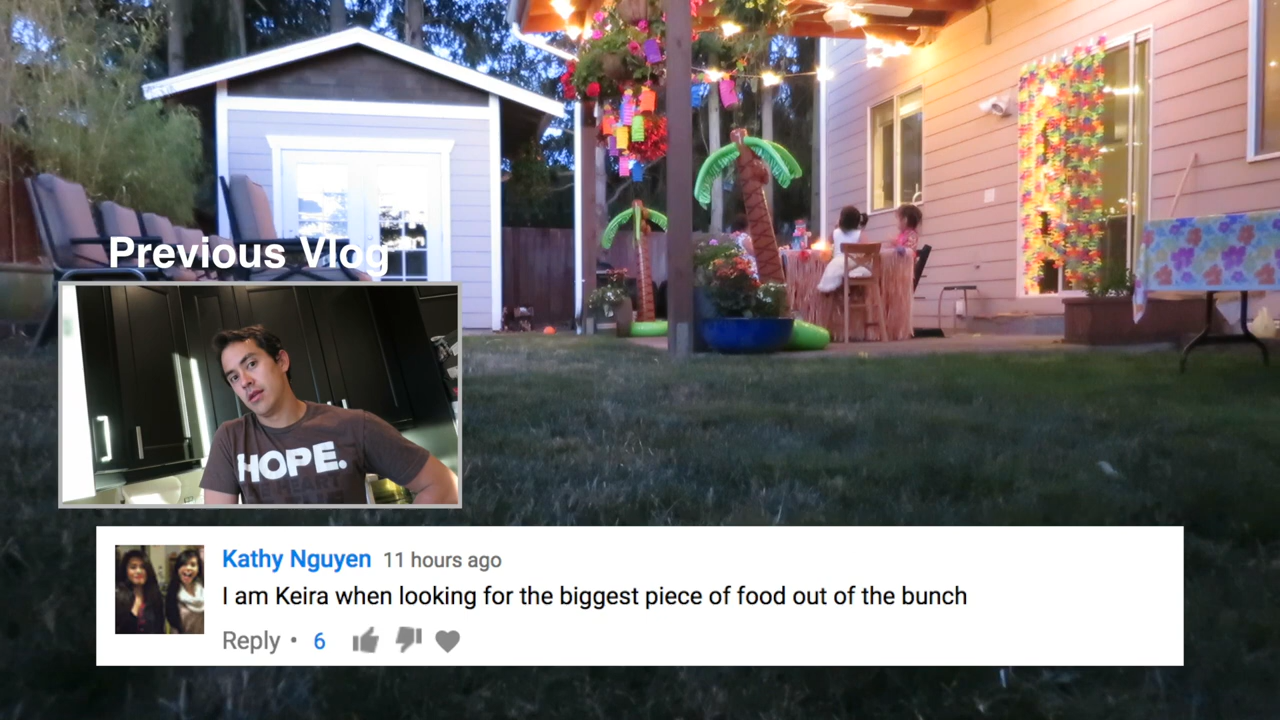 Previous Vlog
HOPE.
Kathy Nguyen 11 hours ago
I am Keira when looking for the biggest piece of food out of the bunch
Reply • 6